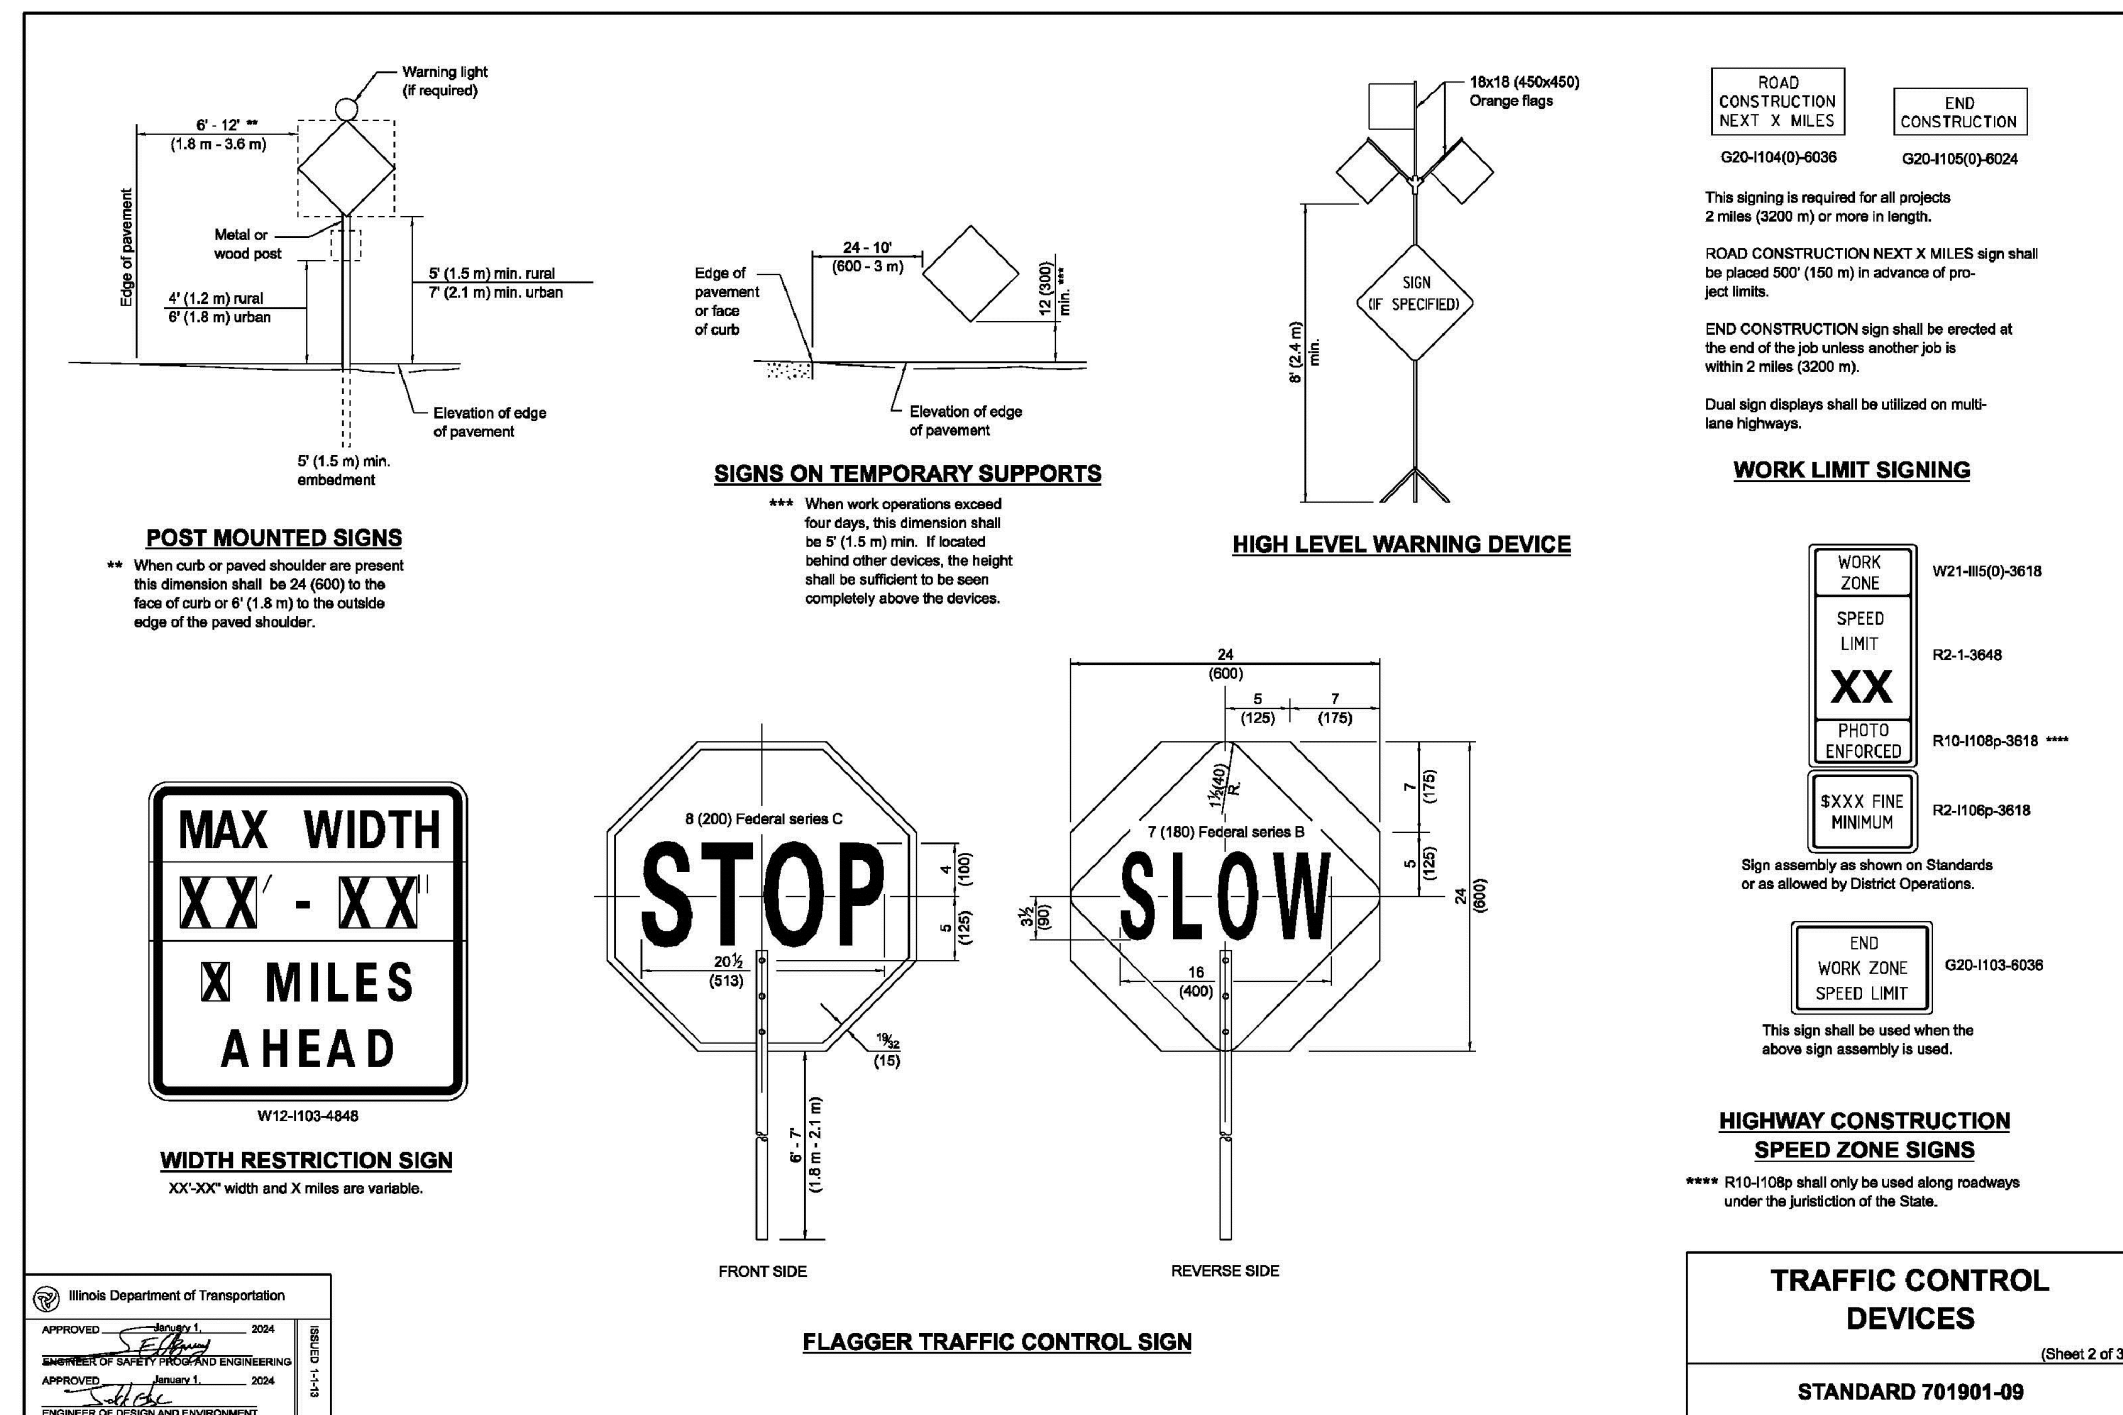 Warning light
(if required)
6' - 12' **
(1.8 m - 3.6 m)
Edge of pavement
Metal or
wood post
4' (1.2 m) rural
6' (1.8 m) urban
5' (1.5 m) min. rural
7' (2.1 m) min. urban
Elevation of edge
of pavement
5' (1.5 m) min.
embedment
POST MOUNTED SIGNS
** When curb or paved shoulder are present
this dimension shall be 24 (600) to the
face of curb or 6' (1.8 m) to the outside
edge of the paved shoulder.
24 - 10'
(600 - 3 m)
Edge of
pavement
or face
of curb
12 (300)
min. ***
Elevation of edge
of pavement
SIGNS ON TEMPORARY SUPPORTS
*** When work operations exceed
four days, this dimension shall
be 5' (1.5 m) min. If located
behind other devices, the height
shall be sufficient to be seen
completely above the devices.
18x18 (450x450)
Orange flags
SIGN
(IF SPECIFIED)
8' (2.4 m)
min.
HIGH LEVEL WARNING DEVICE
ROAD
CONSTRUCTION
NEXT X MILES
G20-I104(0)-6036
END
CONSTRUCTION
G20-I105(0)-6024
This signing is required for all projects
2 miles (3200 m) or more in length.
ROAD CONSTRUCTION NEXT X MILES sign shall
be placed 500' (150 m) in advance of pro-
ject limits.
END CONSTRUCTION sign shall be erected at
the end of the job unless another job is
within 2 miles (3200 m).
Dual sign displays shall be utilized on multi-
lane highways.
WORK LIMIT SIGNING
WORK
ZONE
W21-III5(0)-3618
SPEED
LIMIT
XX
R2-1-3648
PHOTO
ENFORCED
R10-I108p-3618 ****
$XXX FINE
MINIMUM
R2-I106p-3618
Sign assembly as shown on Standards
or as allowed by District Operations.
END
WORK ZONE
SPEED LIMIT
G20-I103-6036
This sign shall be used when the
above sign assembly is used.
HIGHWAY CONSTRUCTION
SPEED ZONE SIGNS
**** R10-I108p shall only be used along roadways
under the juristiction of the State.
MAX WIDTH
XX' - XX"
X MILES
AHEAD
W12-I103-4848
WIDTH RESTRICTION SIGN
XX'-XX" width and X miles are variable.
8 (200) Federal series C
STOP
4
(100)
5
(125)
20½
(513)
19/32
(15)
6' - 7'
(1.8 m - 2.1 m)
FRONT SIDE
24
(600)
5
(125)
7
(175)
1½(40)
R.
7
(175)
5
(125)
24
(600)
7 (180) Federal series B
SLOW
3½
(90)
16
(400)
REVERSE SIDE
FLAGGER TRAFFIC CONTROL SIGN
Illinois Department of Transportation
APPROVED January 1, 2024
ENGINEER OF SAFETY PROG. AND ENGINEERING
APPROVED January 1, 2024
ENGINEER OF DESIGN AND ENVIRONMENT
ISSUED 1-1-13
TRAFFIC CONTROL
DEVICES
(Sheet 2 of 3
STANDARD 701901-09